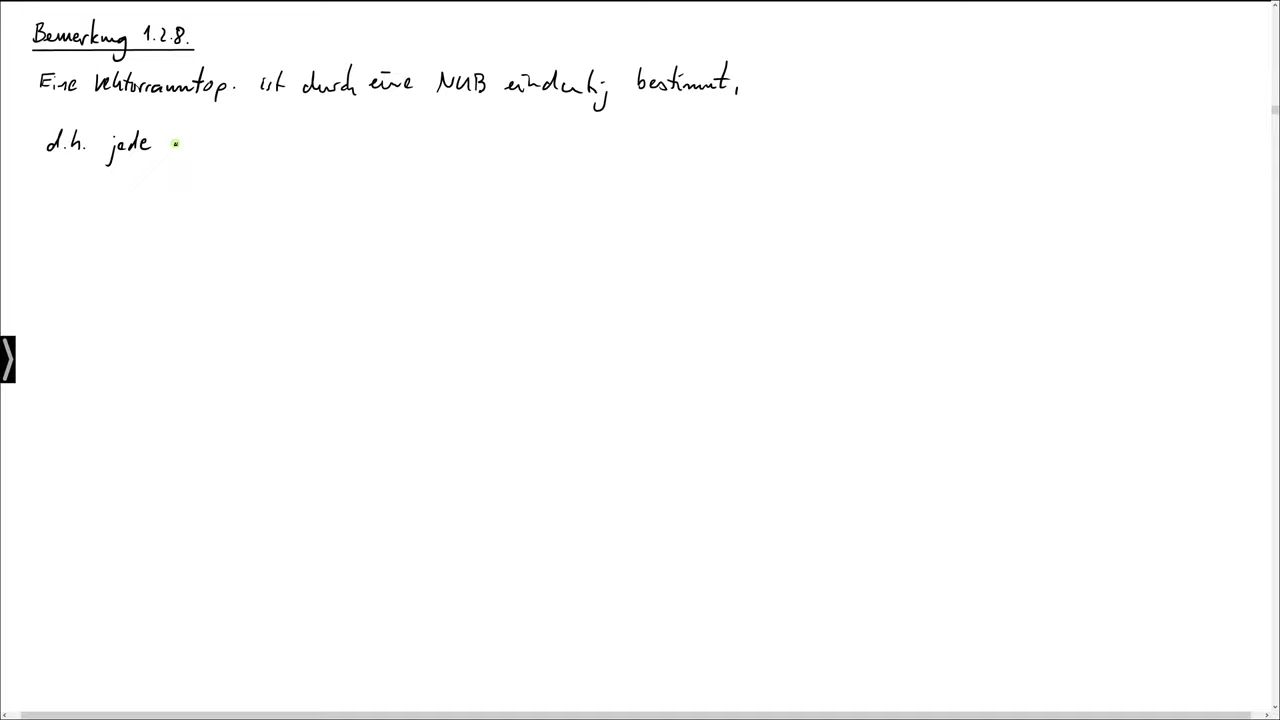 Bemerkung 1.2.8.
Eine Vektorraumtop. ist durch eine NUB eindeutig bestimmt,
d.h. jede